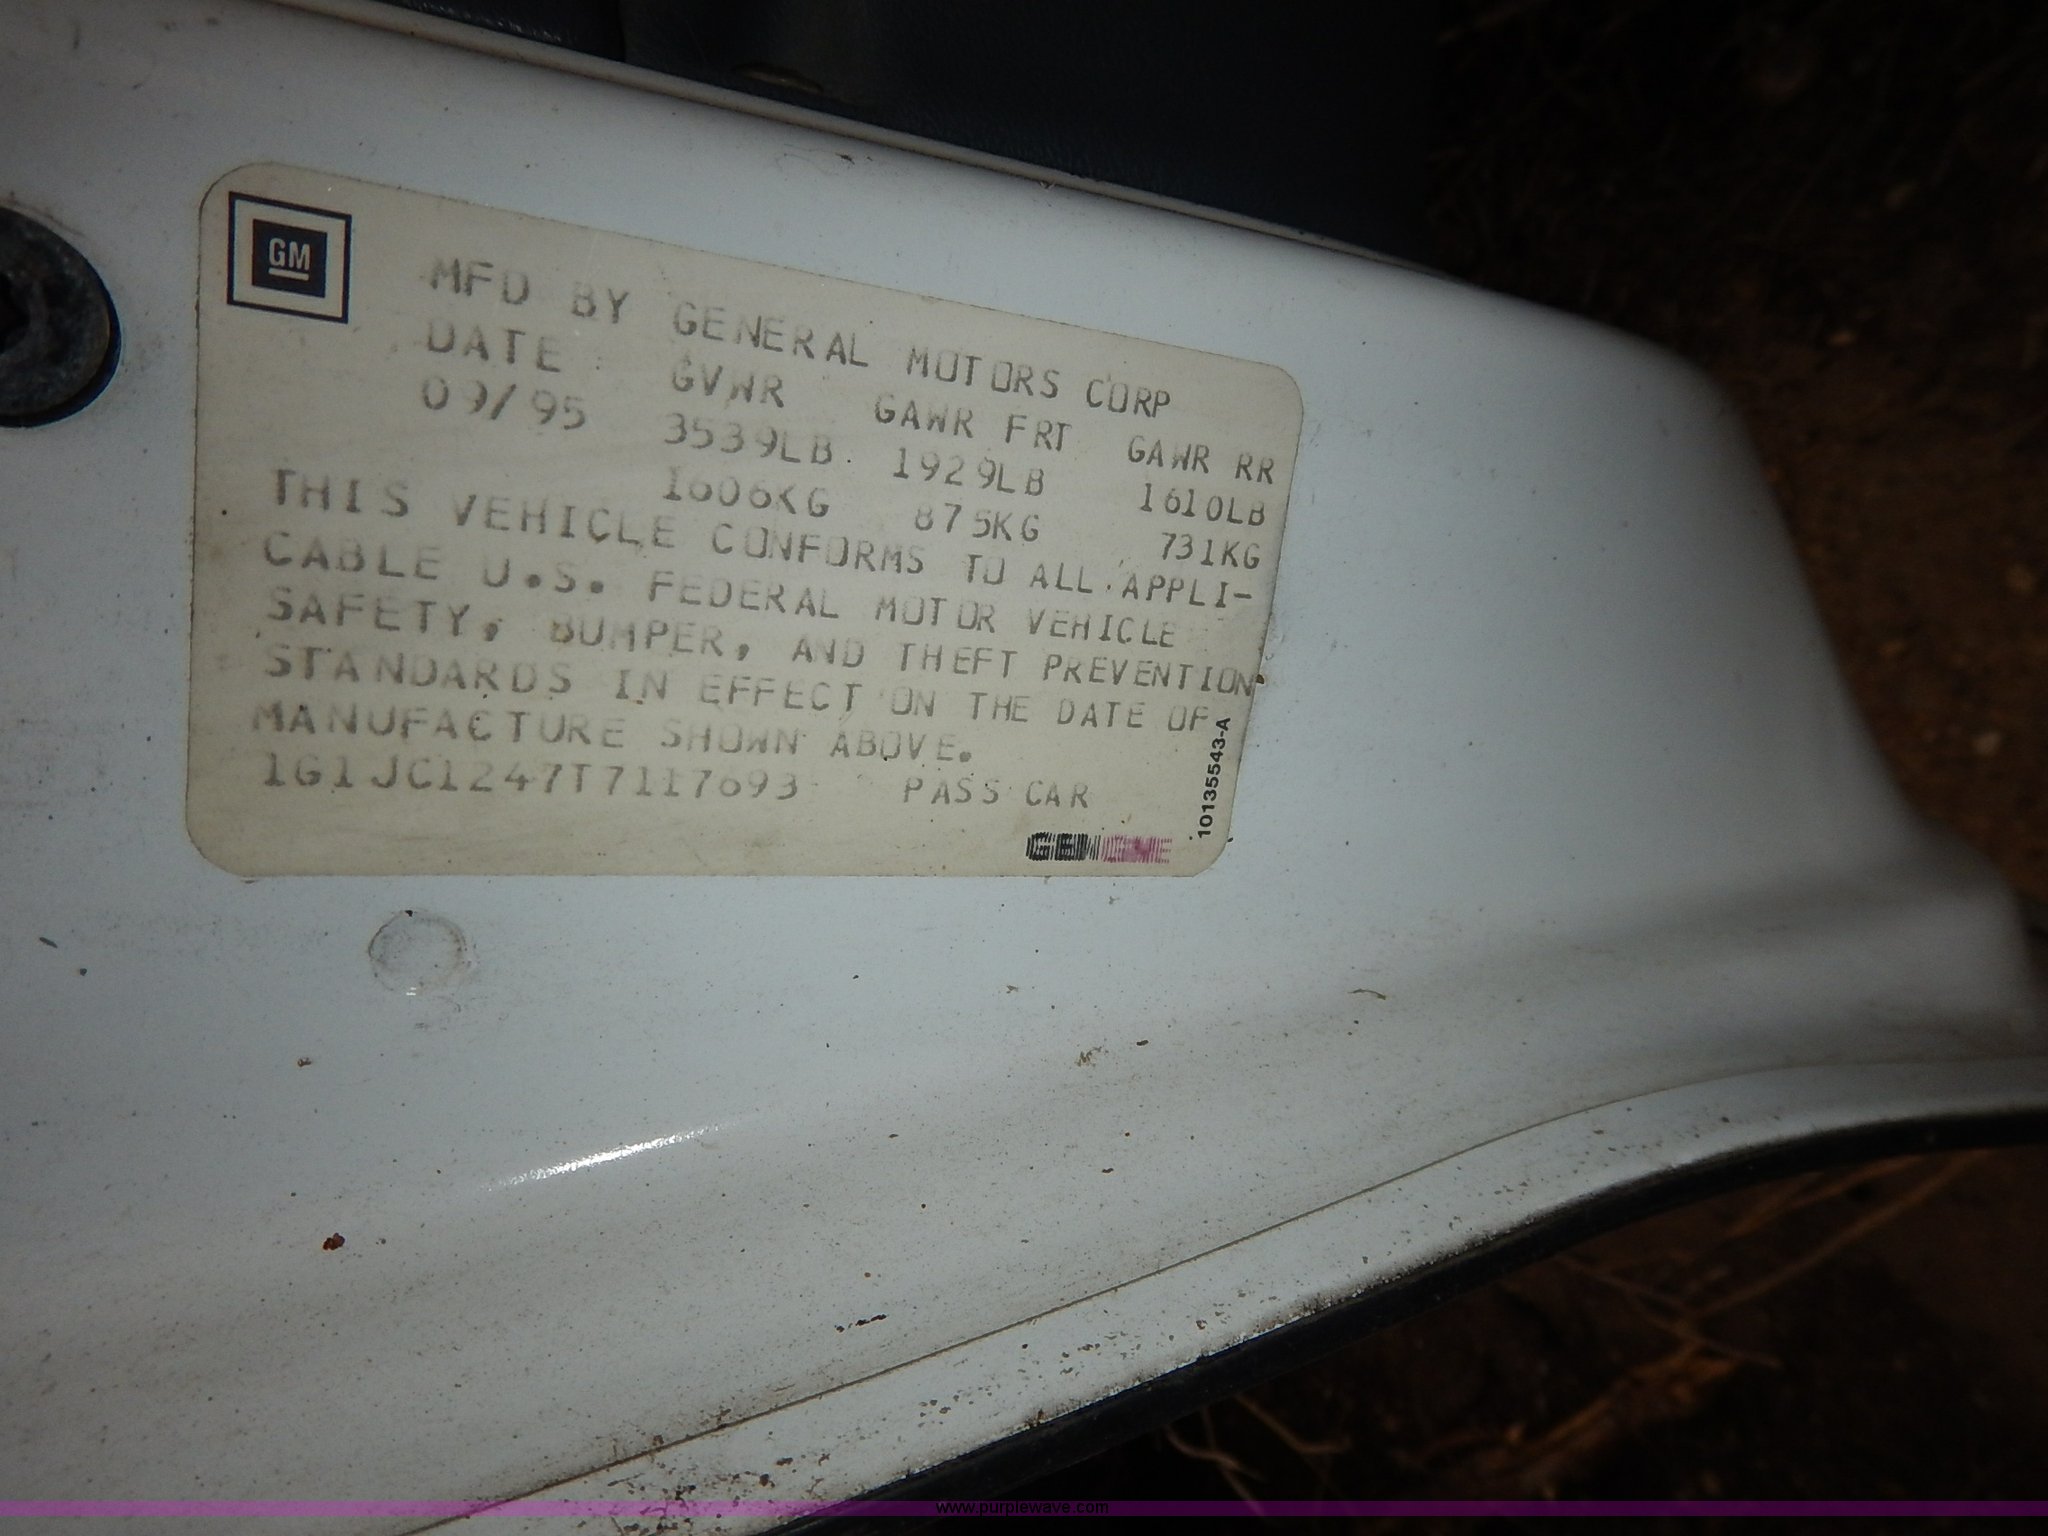 GM
MFD BY GENERAL MOTORS CORP
DATE GVWR GAWR FRT GAWR RR
09/95 3539LB 1929LB 1610LB
1606KG 875KG 731KG
THIS VEHICLE CONFORMS TO ALL APPLI-
CABLE U.S. FEDERAL MOTOR VEHICLE
SAFETY, BUMPER, AND THEFT PREVENTION
STANDARDS IN EFFECT ON THE DATE OF
MANUFACTURE SHOWN ABOVE.
1G1JC1247T7117693 PASS CAR
10135543-A
www.purplewave.com